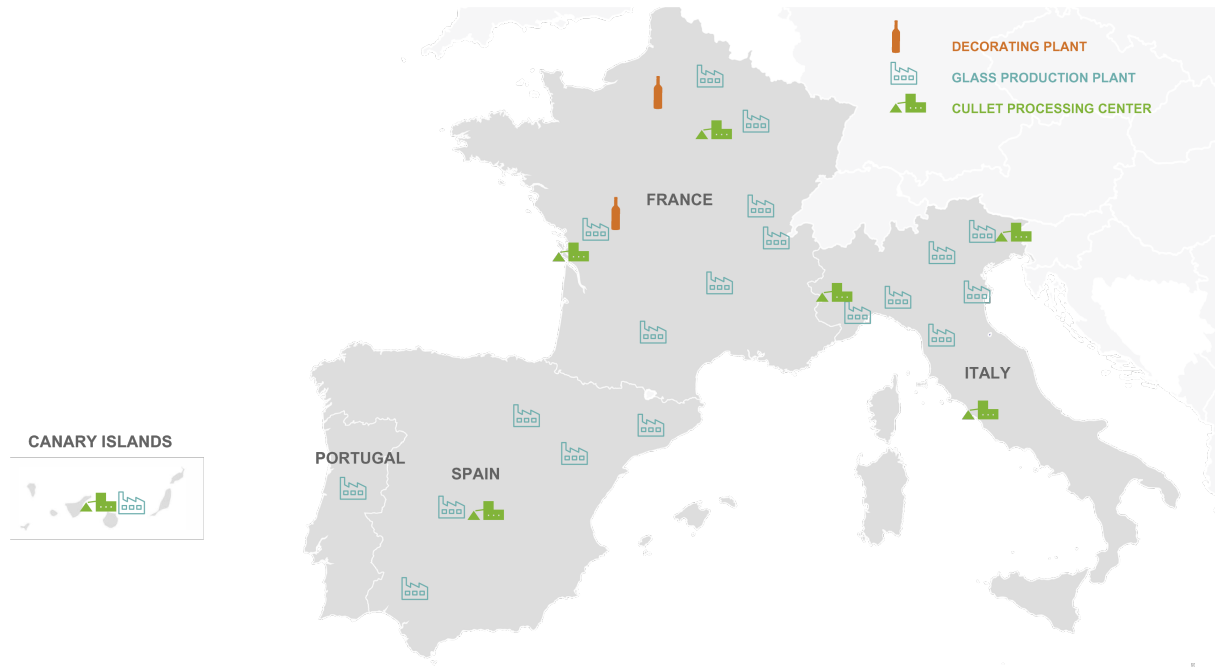 DECORATING PLANT
GLASS PRODUCTION PLANT
CULLET PROCESSING CENTER
FRANCE
ITALY
CANARY ISLANDS
PORTUGAL
SPAIN